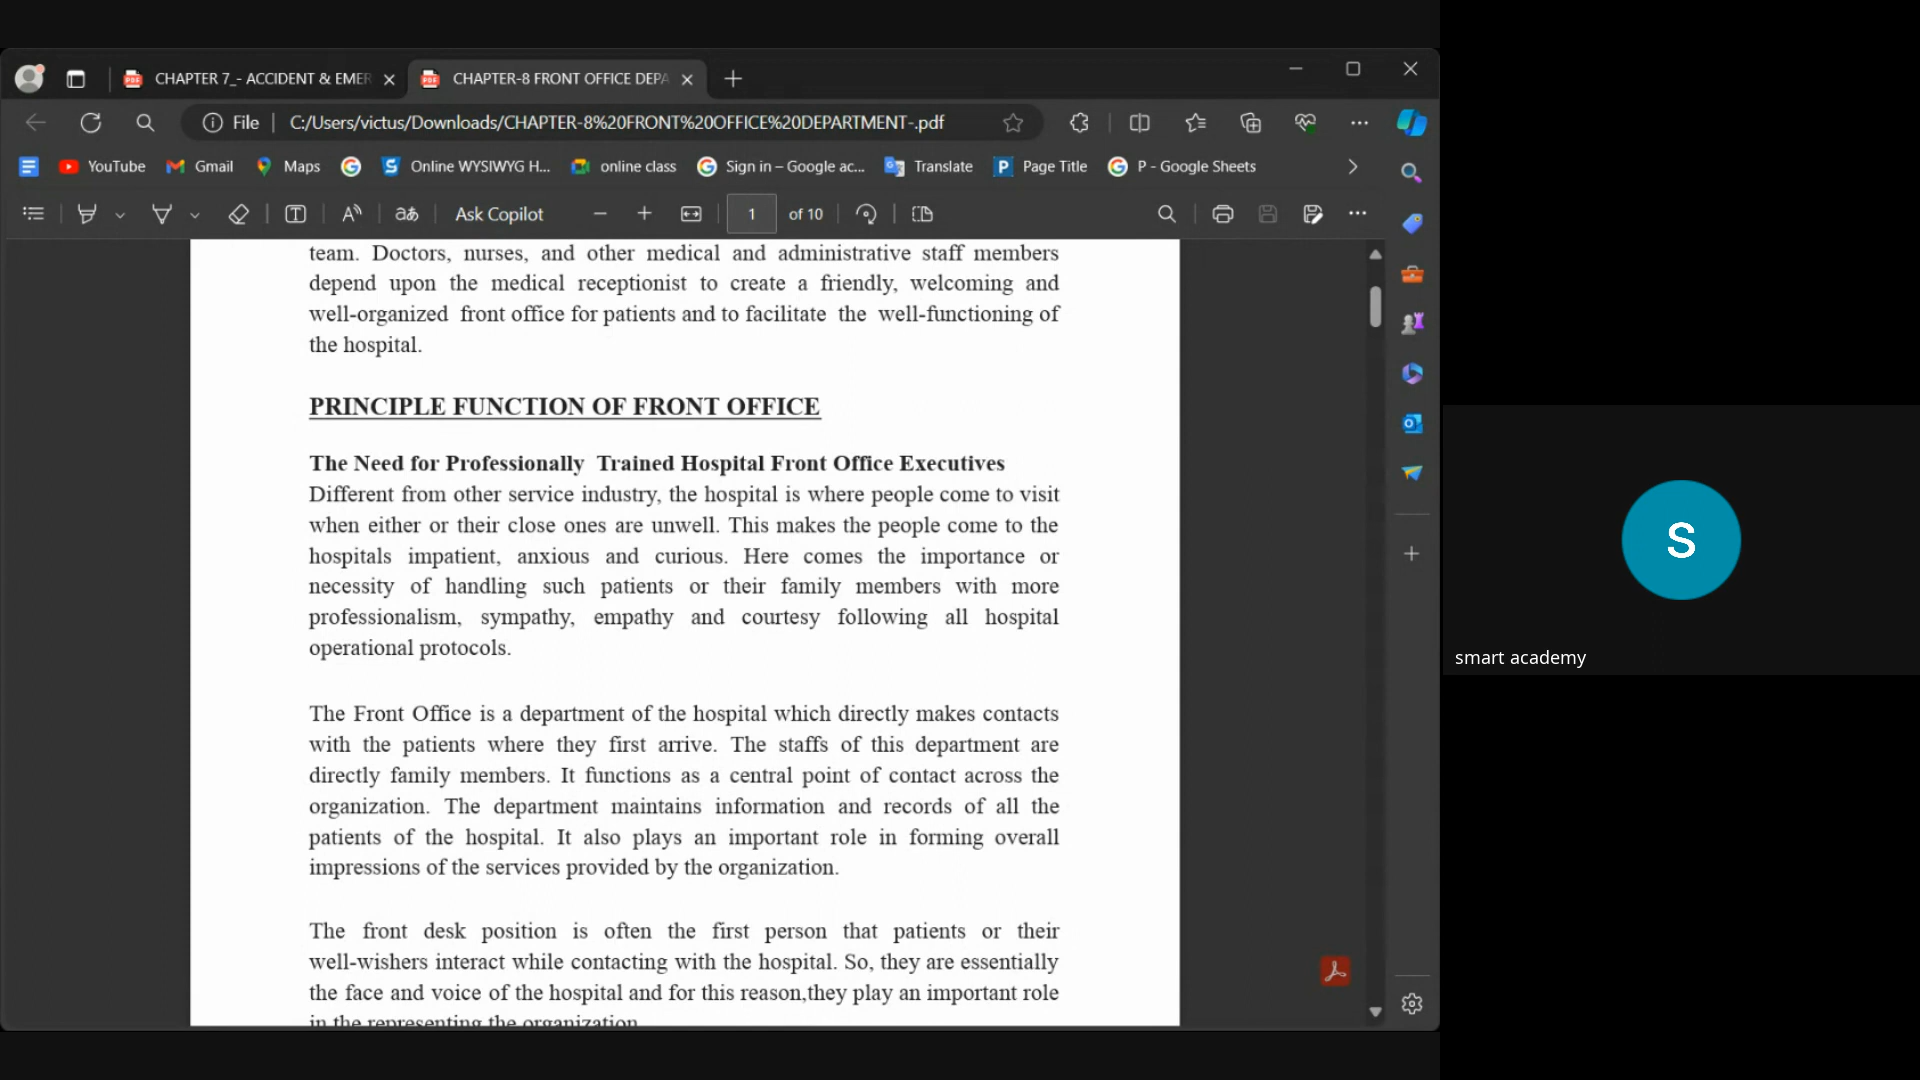 CHAPTER 7_- ACCIDENT & EMER
CHAPTER-8 FRONT OFFICE DEPA
File
C:/Users/victus/Downloads/CHAPTER-8%20FRONT%20OFFICE%20DEPARTMENT-.pdf
YouTube
Gmail
Maps
Online WYSIWYG H...
online class
Sign in – Google ac...
Translate
Page Title
P - Google Sheets
Ask Copilot
1 of 10
team. Doctors, nurses, and other medical and administrative staff members
depend upon the medical receptionist to create a friendly, welcoming and
well-organized front office for patients and to facilitate the well-functioning of
the hospital.
PRINCIPLE FUNCTION OF FRONT OFFICE
The Need for Professionally Trained Hospital Front Office Executives
Different from other service industry, the hospital is where people come to visit
when either or their close ones are unwell. This makes the people come to the
hospitals impatient, anxious and curious. Here comes the importance or
necessity of handling such patients or their family members with more
professionalism, sympathy, empathy and courtesy following all hospital
operational protocols.
The Front Office is a department of the hospital which directly makes contacts
with the patients where they first arrive. The staffs of this department are
directly family members. It functions as a central point of contact across the
organization. The department maintains information and records of all the
patients of the hospital. It also plays an important role in forming overall
impressions of the services provided by the organization.
The front desk position is often the first person that patients or their
well-wishers interact while contacting with the hospital. So, they are essentially
the face and voice of the hospital and for this reason,they play an important role
in the representing the organization.
S
smart academy